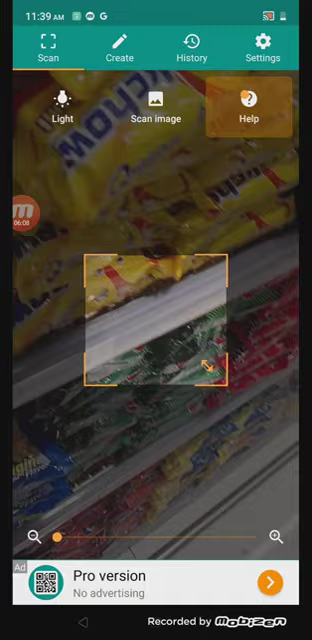 11:39 AM
Scan Create History Settings
Light Scan image Help
chow
06:08
Ad
Pro version
No advertising
Recorded by MOBIZEN